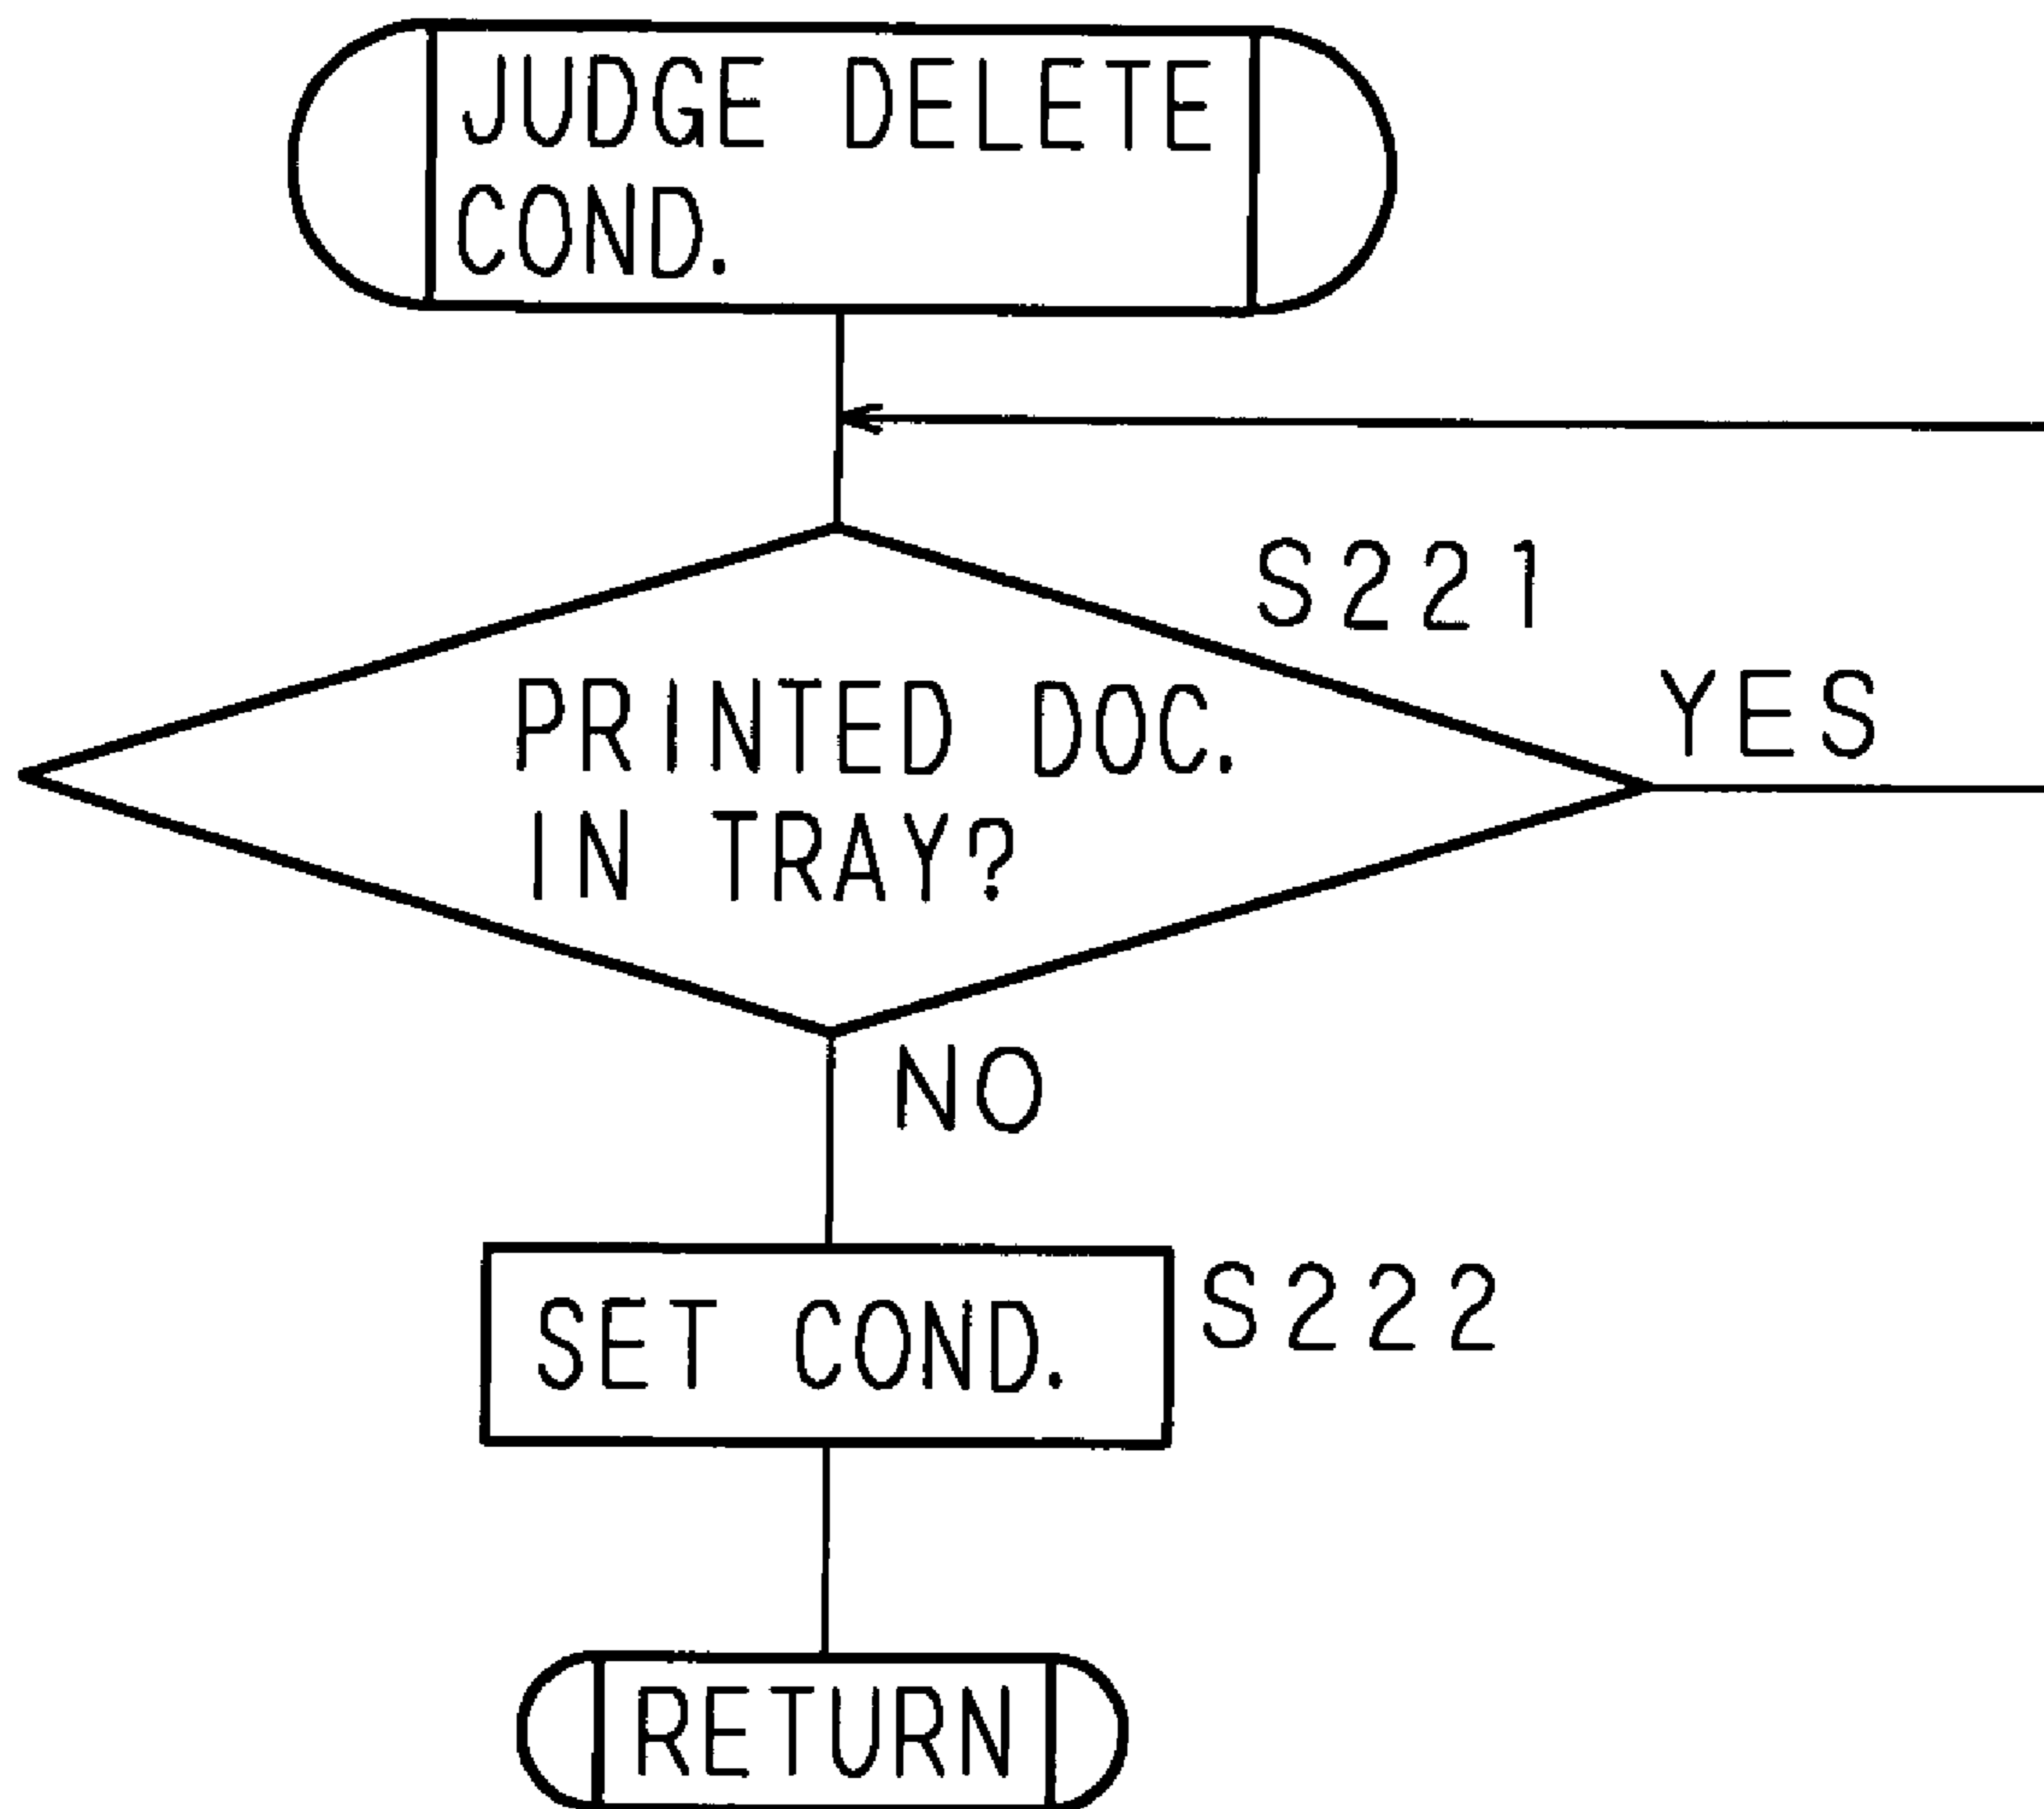 JUDGE DELETE
COND.
S221
PRINTED DOC.
IN TRAY?
YES
NO
SET COND.
S222
RETURN